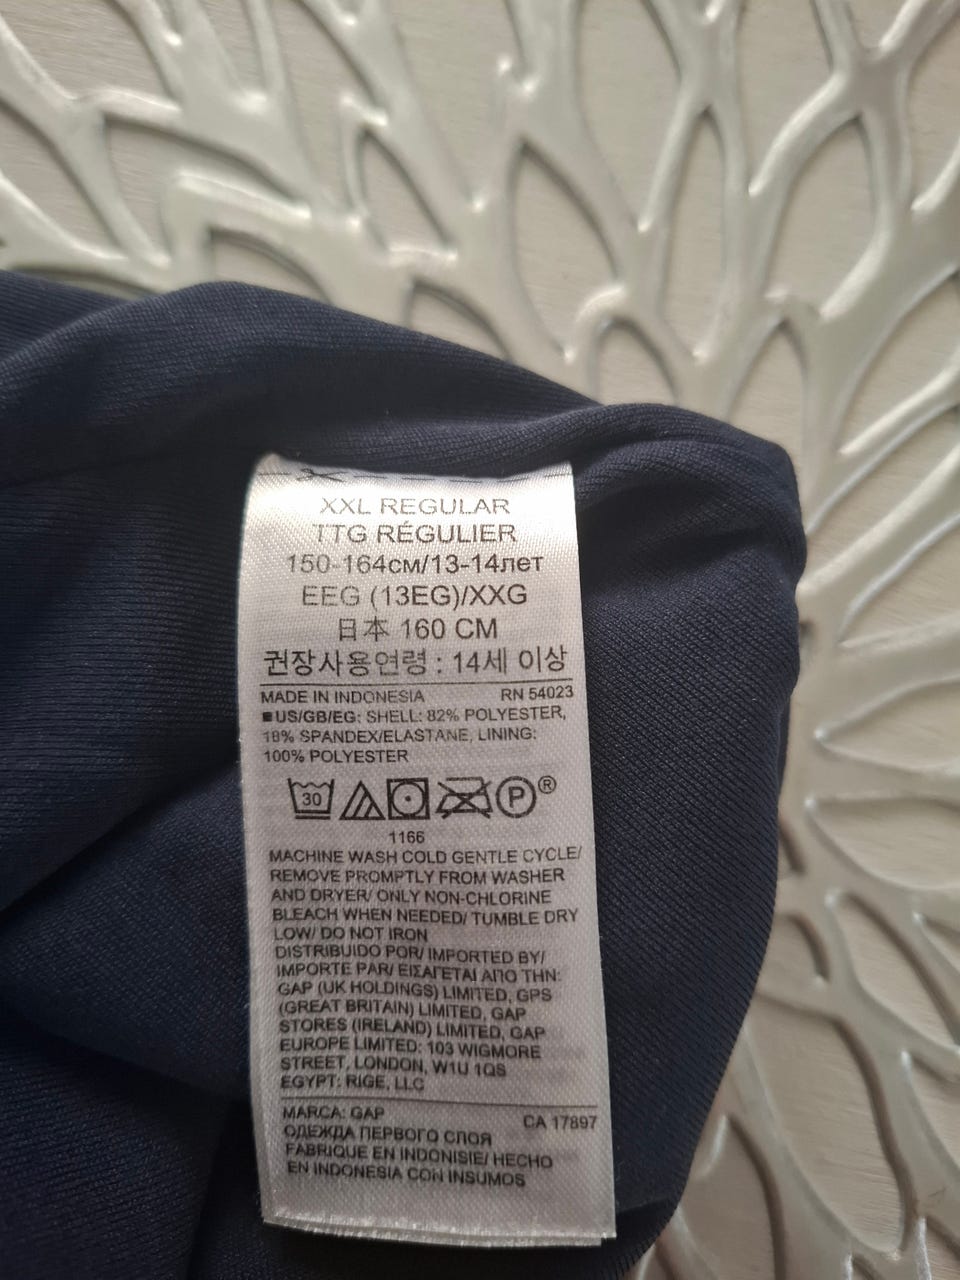 XXL REGULAR
TTG RÉGULIER
150-164см/13-14лет
EEG (13EG)/XXG
日本 160 CM
권장사용연령 : 14세 이상
MADE IN INDONESIA RN 54023
■US/GB/EG: SHELL: 82% POLYESTER,
18% SPANDEX/ELASTANE, LINING:
100% POLYESTER
30 P ®
1166
MACHINE WASH COLD GENTLE CYCLE/
REMOVE PROMPTLY FROM WASHER
AND DRYER/ ONLY NON-CHLORINE
BLEACH WHEN NEEDED/ TUMBLE DRY
LOW/ DO NOT IRON
DISTRIBUIDO POR/ IMPORTED BY/
IMPORTE PAR/ ΕΙΣΑΓΕΤΑΙ ΑΠΟ ΤΗΝ:
GAP (UK HOLDINGS) LIMITED, GPS
(GREAT BRITAIN) LIMITED, GAP
STORES (IRELAND) LIMITED, GAP
EUROPE LIMITED: 103 WIGMORE
STREET, LONDON, W1U 1QS
EGYPT: RIGE, LLC
MARCA: GAP CA 17897
ОДЕЖДА ПЕРВОГО СЛОЯ
FABRIQUE EN INDONISIE/ HECHO
EN INDONESIA CON INSUMOS